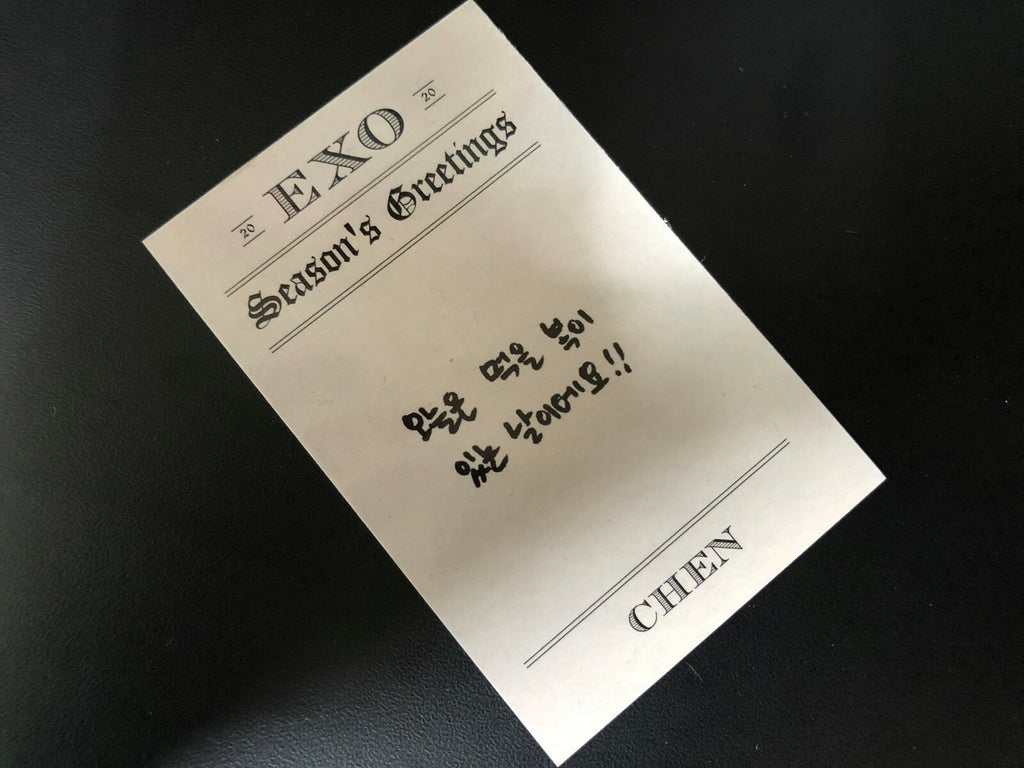 20 EXO 20
Season's Greetings
오늘은 먹을 복이
있는 날이에요!!
CHEN